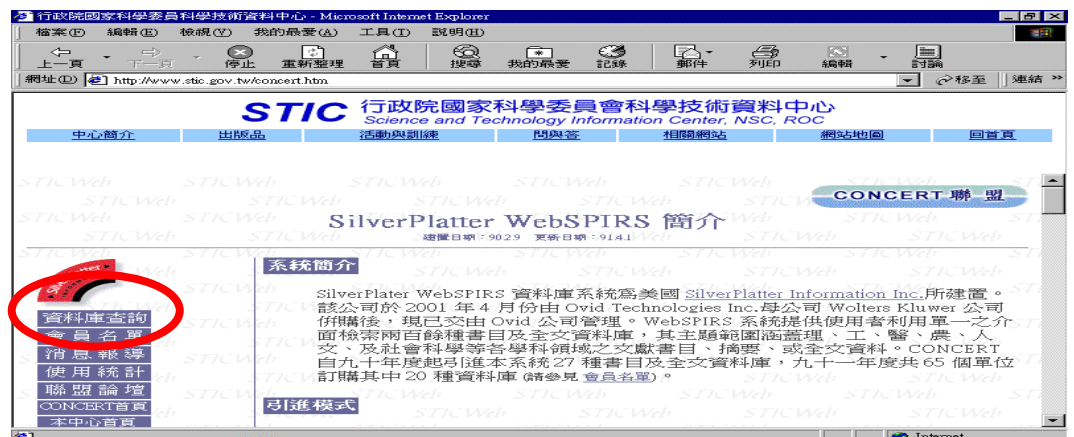 行政院國家科學委員科學技術資料中心 - Microsoft Internet Explorer
檔案(F) 編輯(E) 檢視(V) 我的最愛(A) 工具(T) 說明(H)
上一頁 下一頁 停止 重新整理 首頁 搜尋 我的最愛 記錄 郵件 列印 編輯 討論
網址(D) http://www.stic.gov.tw/concert.htm 移至 連結 »
STIC 行政院國家科學委員會科學技術資料中心
Science and Technology Information Center, NSC, ROC
中心簡介 出版品 活動與訓練 問與答 相關網站 網站地圖 回首頁
CONCERT 聯 盟
SilverPlatter WebSPIRS 簡介
建置日期：90.2.9 更新日期：91.4.1
系統簡介
SilverPlater WebSPIRS 資料庫系統為美國 SilverPlatter Information Inc.所建置。
該公司於 2001 年 4 月份由 Ovid Technologies Inc.母公司 Wolters Kluwer 公司
併購後，現已交由 Ovid 公司管理。WebSPIRS 系統提供使用者利用單一之介
面檢索兩百餘種書目及全文資料庫，其主題範圍涵蓋理、工、醫、農、人
文、及社會科學等各學科領域之文獻書目、摘要、或全文資料。CONCERT
自九十年度起引進本系統 27 種書目及全文資料庫，九十一年度共 65 個單位
訂購其中 20 種資料庫 (請參見 會員名單)。
引進模式
資料庫查詢
會員名單
消息報導
使用統計
聯盟論壇
CONCERT首頁
本中心首頁
Internet